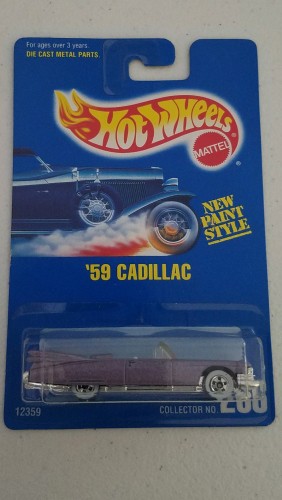 For ages over 3 years.
DIE CAST METAL PARTS.
HOT WHEELS
MATTEL
NEW
PAINT
STYLE
'59 CADILLAC
12359
COLLECTOR NO.